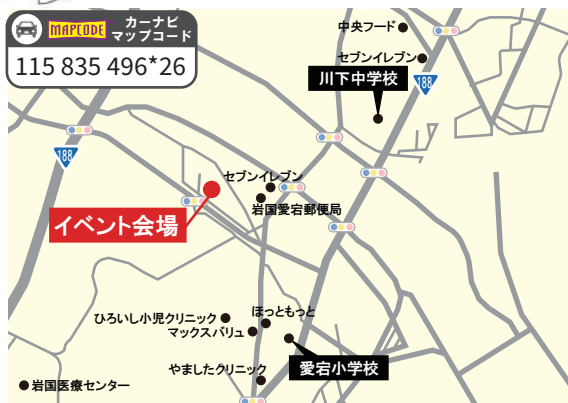 MAPCODE
カーナビ
マップコード
115 835 496*26
中央フード
セブンイレブン
川下中学校
188
188
セブンイレブン
岩国愛宕郵便局
イベント会場
ほっともっと
ひろいし小児クリニック
マックスバリュ
やましたクリニック
愛宕小学校
岩国医療センター